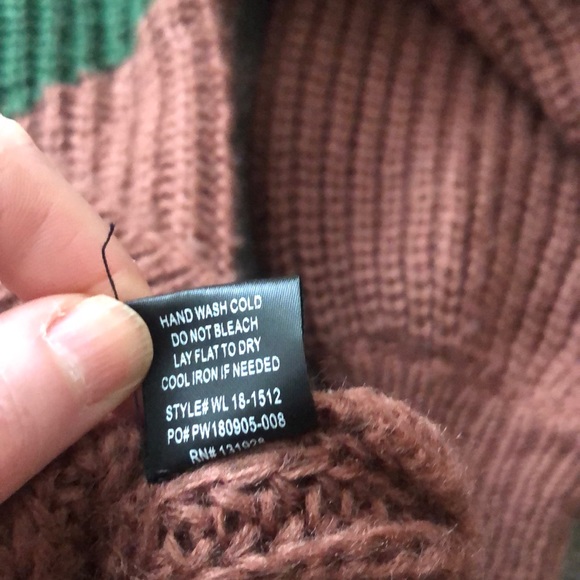 HAND WASH COLD
DO NOT BLEACH
LAY FLAT TO DRY
COOL IRON IF NEEDED
STYLE# WL 18-1512
PO# PW180905-008
RN# 131928